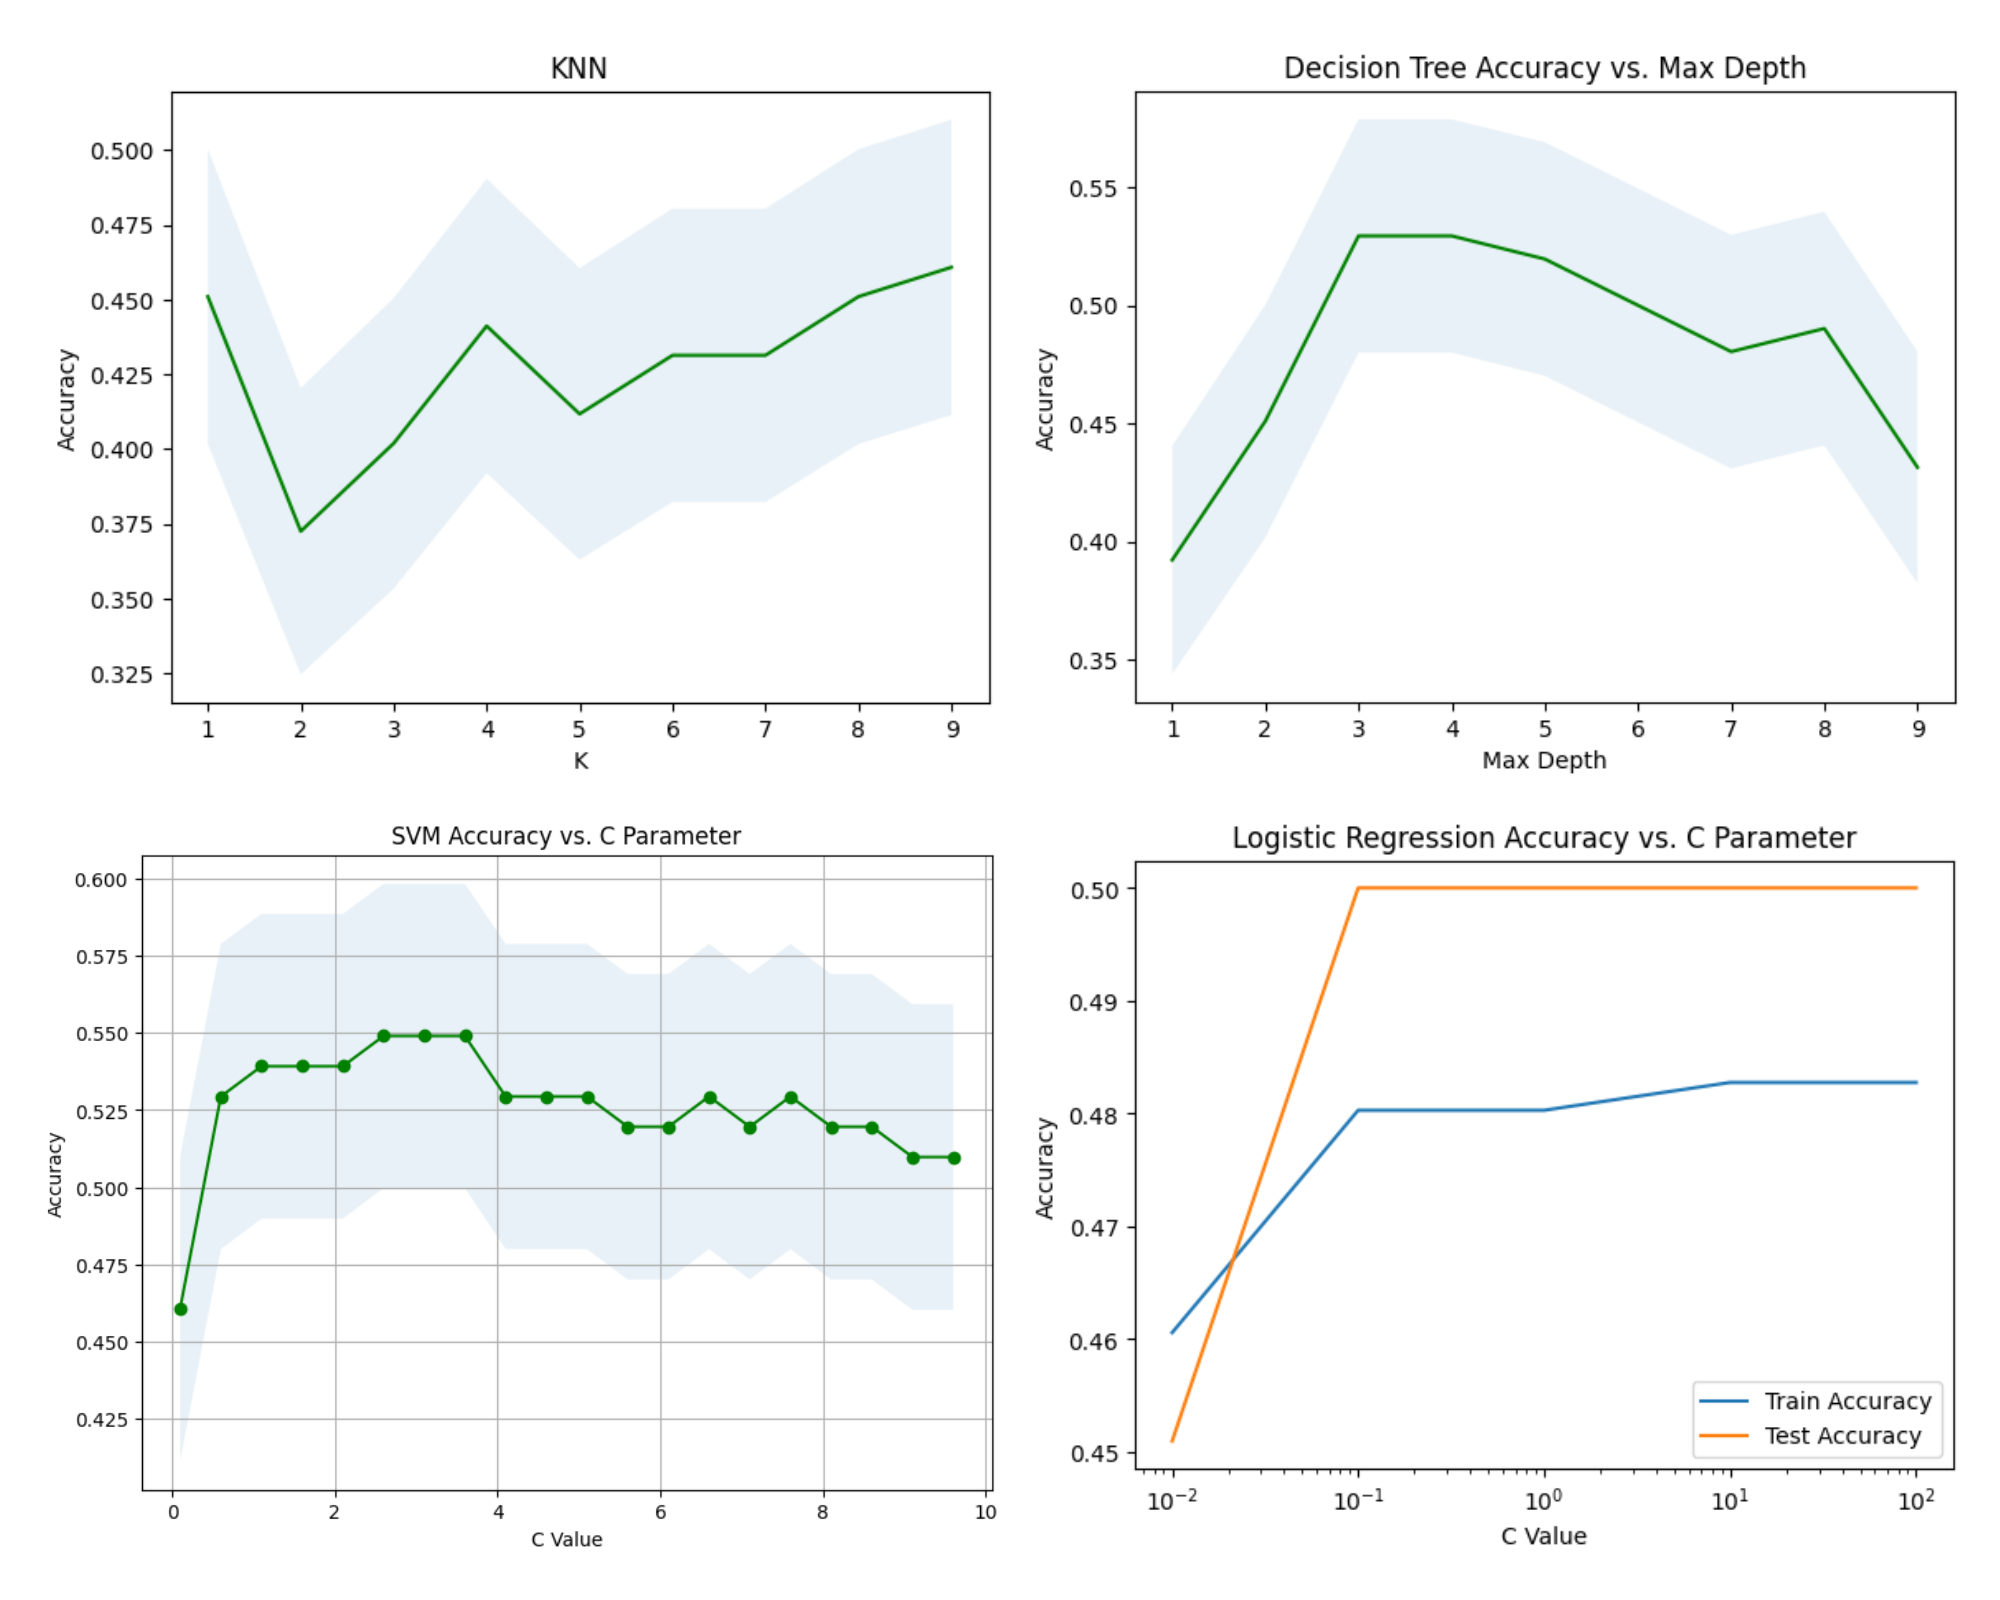 KNN
Accuracy
0.500
0.475
0.450
0.425
0.400
0.375
0.350
0.325
1 2 3 4 5 6 7 8 9
K
Decision Tree Accuracy vs. Max Depth
Accuracy
0.55
0.50
0.45
0.40
0.35
1 2 3 4 5 6 7 8 9
Max Depth
SVM Accuracy vs. C Parameter
Accuracy
0.600
0.575
0.550
0.525
0.500
0.475
0.450
0.425
0 2 4 6 8 10
C Value
Logistic Regression Accuracy vs. C Parameter
Accuracy
0.50
0.49
0.48
0.47
0.46
0.45
Train Accuracy
Test Accuracy
10⁻² 10⁻¹ 10⁰ 10¹ 10²
C Value